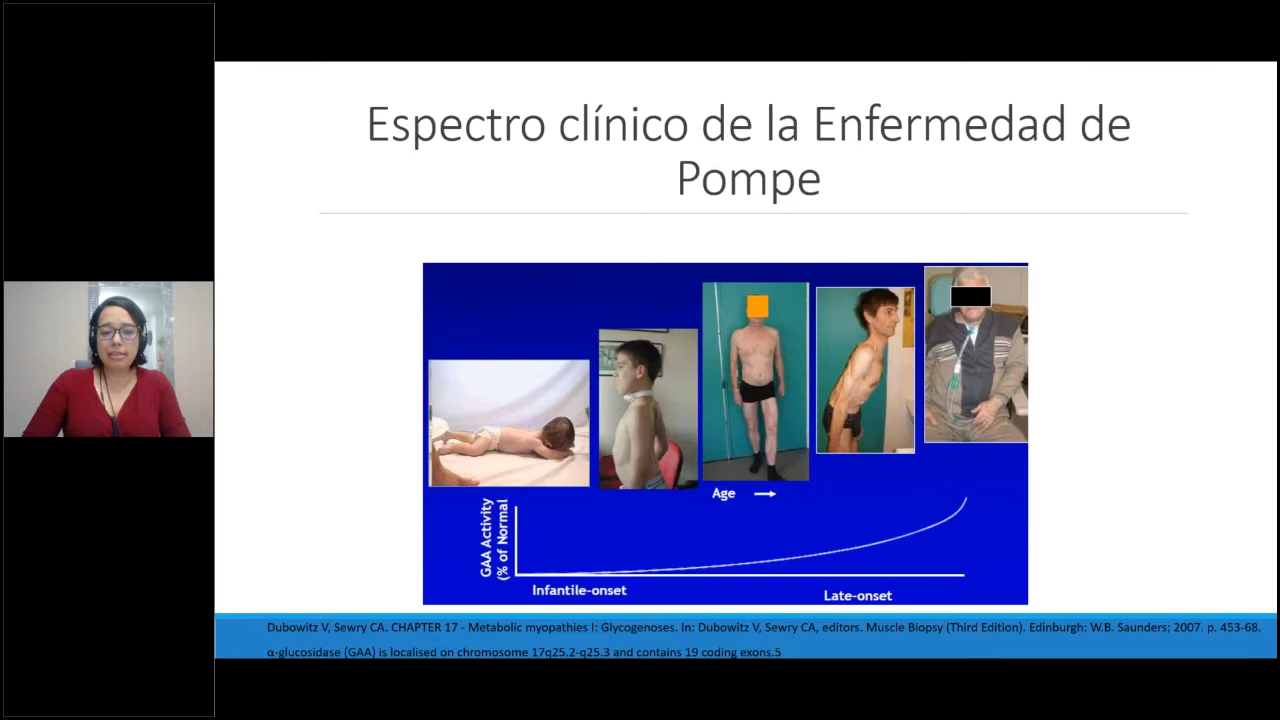 Espectro clínico de la Enfermedad de
Pompe
Age
GAA Activity
(% of Normal
Infantile-onset
Late-onset
Dubowitz V, Sewry CA. CHAPTER 17 - Metabolic myopathies I: Glycogenoses. In: Dubowitz V, Sewry CA, editors. Muscle Biopsy (Third Edition). Edinburgh: W.B. Saunders; 2007. p. 453-68.
α-glucosidase (GAA) is localised on chromosome 17q25.2-q25.3 and contains 19 coding exons.5